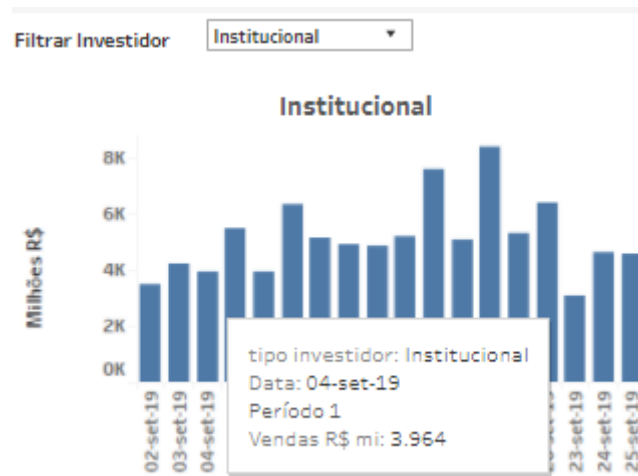 Filtrar Investidor
Institucional
Institucional
Milhões R$
8K
6K
4K
2K
0K
tipo investidor: Institucional
Data: 04-set-19
Período 1
Vendas R$ mi: 3.964
02-set-19
03-set-19
04-set-19
23-set-19
24-set-19
25-set-19